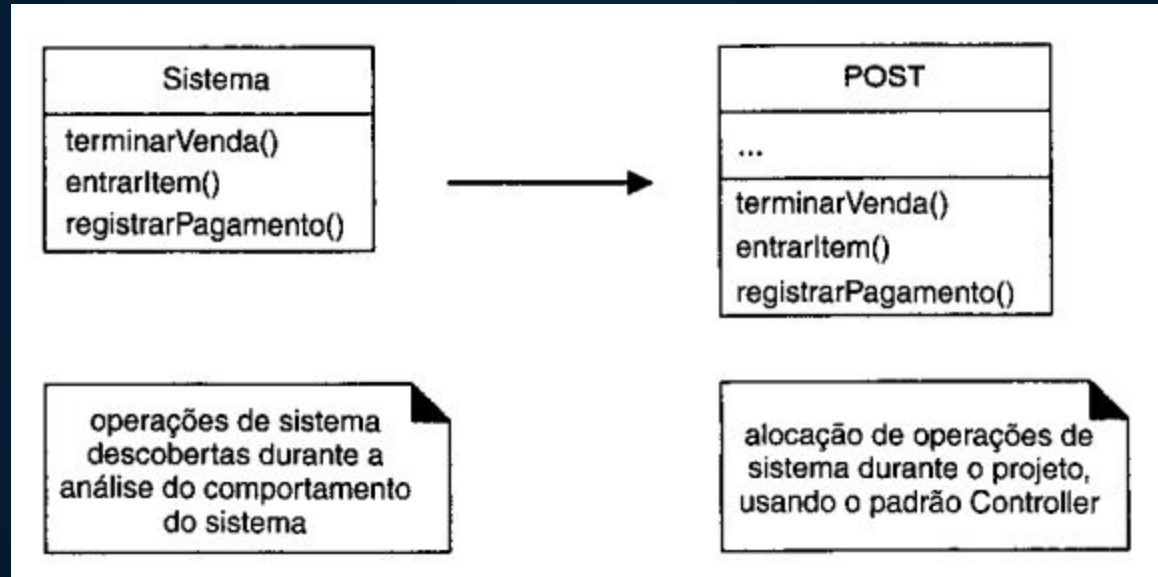 Sistema
terminarVenda()
entrarItem()
registrarPagamento()
POST
...
terminarVenda()
entrarItem()
registrarPagamento()
operações de sistema
descobertas durante a
análise do comportamento
do sistema
alocação de operações de
sistema durante o projeto,
usando o padrão Controller